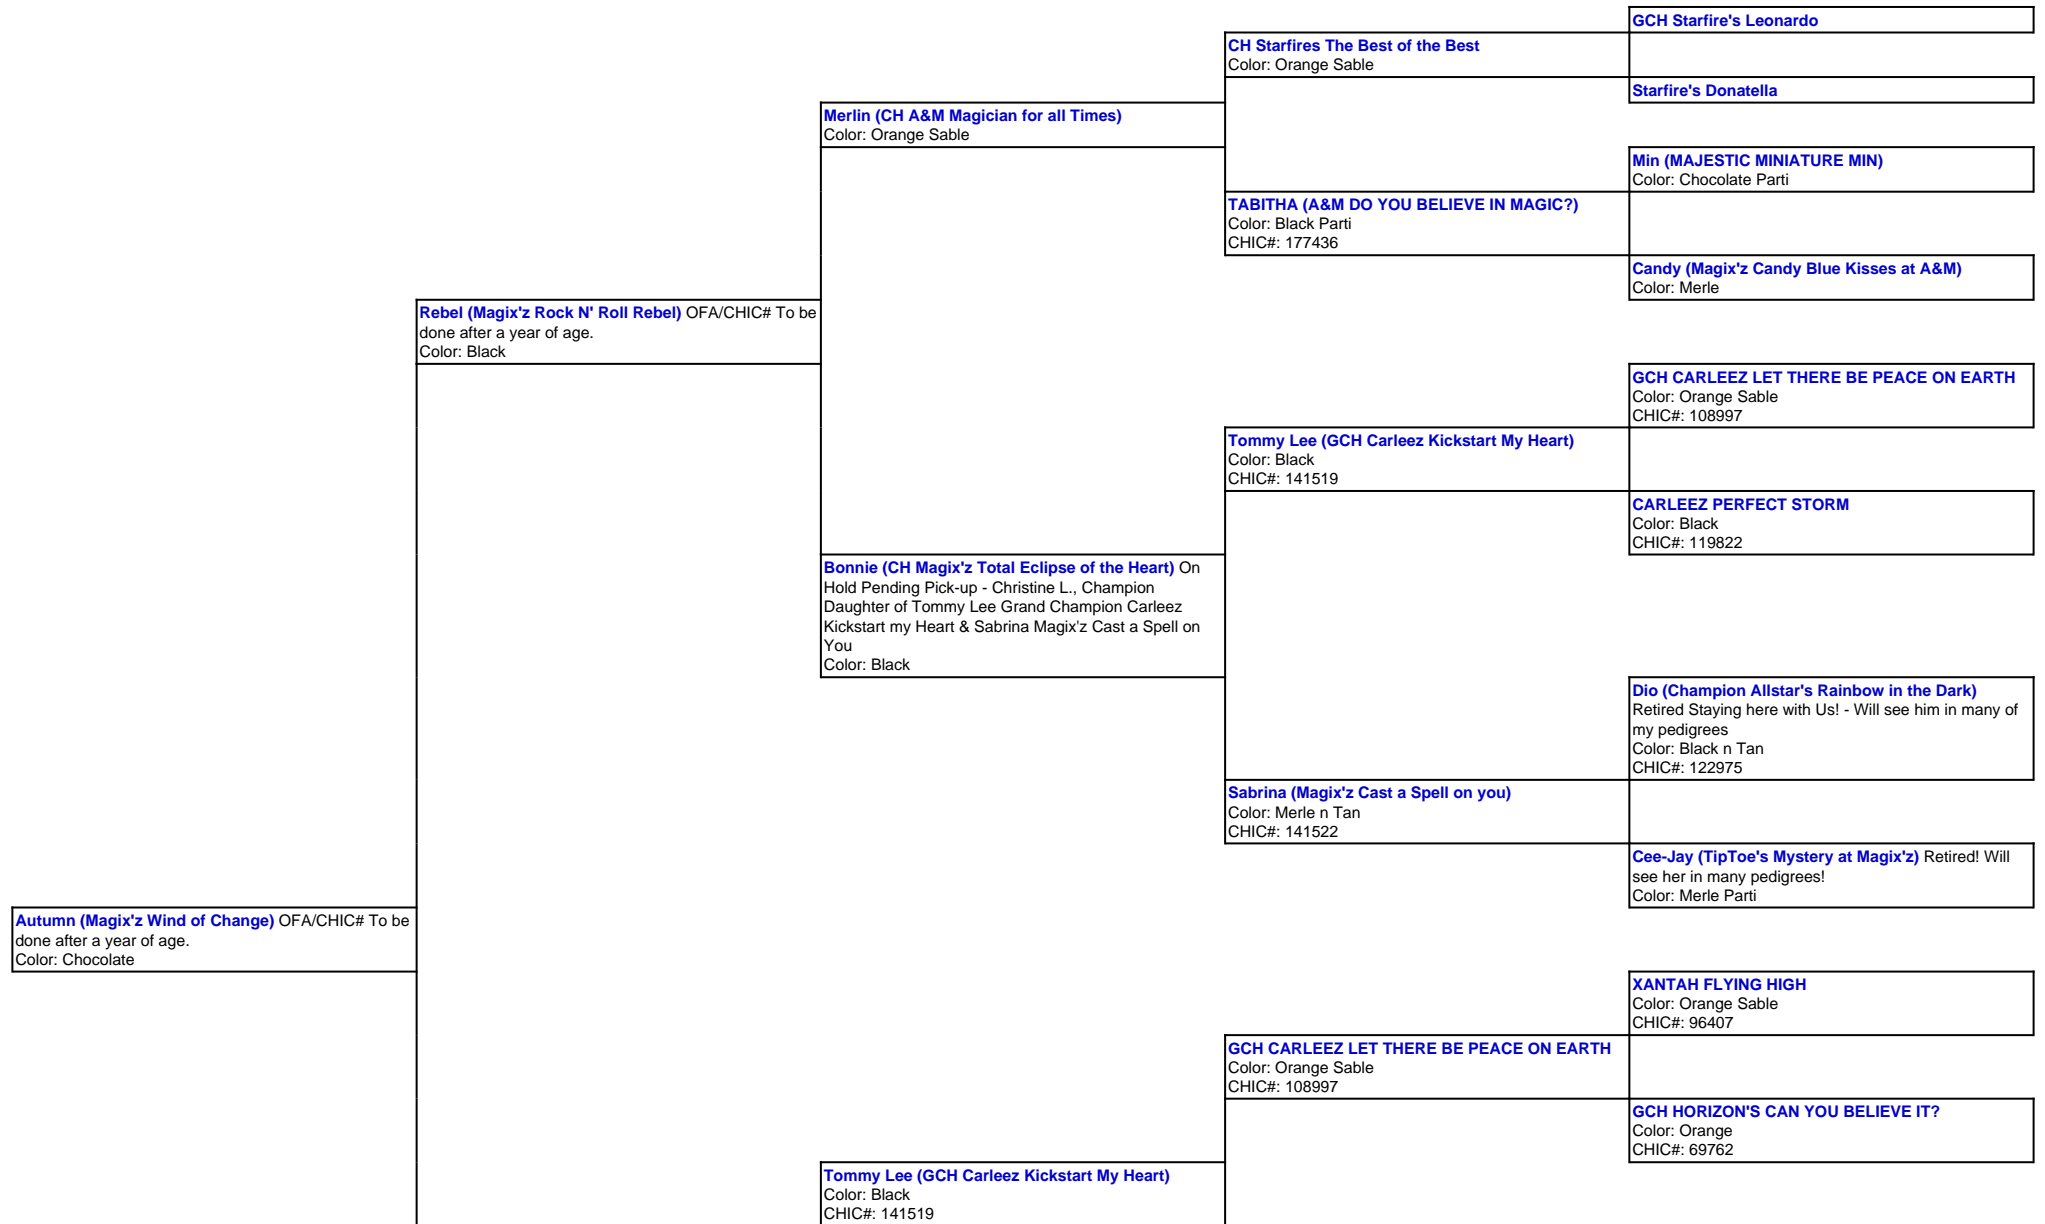 GCH Starfire's Leonardo
CH Starfires The Best of the Best
Color: Orange Sable
Starfire's Donatella
Merlin (CH A&M Magician for all Times)
Color: Orange Sable
Min (MAJESTIC MINIATURE MIN)
Color: Chocolate Parti
TABITHA (A&M DO YOU BELIEVE IN MAGIC?)
Color: Black Parti
CHIC#: 177436
Candy (Magix'z Candy Blue Kisses at A&M)
Color: Merle
Rebel (Magix'z Rock N' Roll Rebel) OFA/CHIC# To be
done after a year of age.
Color: Black
GCH CARLEEZ LET THERE BE PEACE ON EARTH
Color: Orange Sable
CHIC#: 108997
Tommy Lee (GCH Carleez Kickstart My Heart)
Color: Black
CHIC#: 141519
CARLEEZ PERFECT STORM
Color: Black
CHIC#: 119822
Bonnie (CH Magix'z Total Eclipse of the Heart) On
Hold Pending Pick-up - Christine L., Champion
Daughter of Tommy Lee Grand Champion Carleez
Kickstart my Heart & Sabrina Magix'z Cast a Spell on
You
Color: Black
Dio (Champion Allstar's Rainbow in the Dark)
Retired Staying here with Us! - Will see him in many of
my pedigrees
Color: Black n Tan
CHIC#: 122975
Sabrina (Magix'z Cast a Spell on you)
Color: Merle n Tan
CHIC#: 141522
Cee-Jay (TipToe's Mystery at Magix'z) Retired! Will
see her in many pedigrees!
Color: Merle Parti
Autumn (Magix'z Wind of Change) OFA/CHIC# To be
done after a year of age.
Color: Chocolate
XANTAH FLYING HIGH
Color: Orange Sable
CHIC#: 96407
GCH CARLEEZ LET THERE BE PEACE ON EARTH
Color: Orange Sable
CHIC#: 108997
GCH HORIZON'S CAN YOU BELIEVE IT?
Color: Orange
CHIC#: 69762
Tommy Lee (GCH Carleez Kickstart My Heart)
Color: Black
CHIC#: 141519